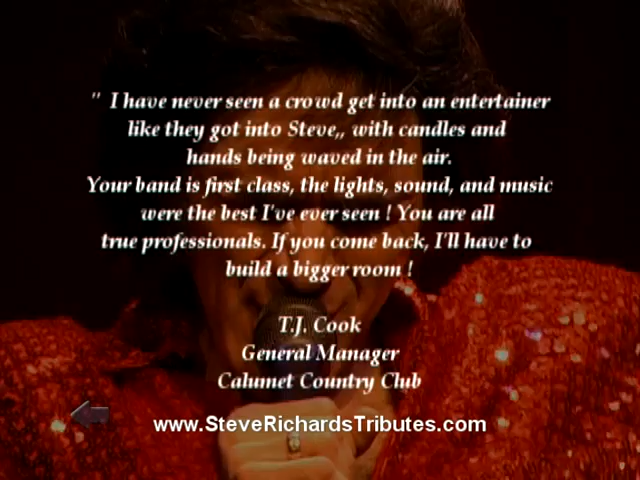 " I have never seen a crowd get into an entertainer
like they got into Steve,, with candles and
hands being waved in the air.
Your band is first class, the lights, sound, and music
were the best I've ever seen ! You are all
true professionals. If you come back, I'll have to
build a bigger room !
T.J. Cook
General Manager
Calumet Country Club
www.SteveRichardsTributes.com